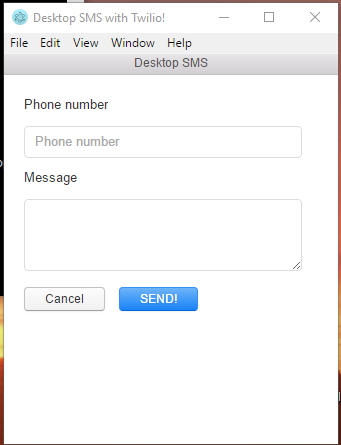 Desktop SMS with Twilio!
File Edit View Window Help
Desktop SMS
Phone number
Phone number
Message
Cancel SEND!